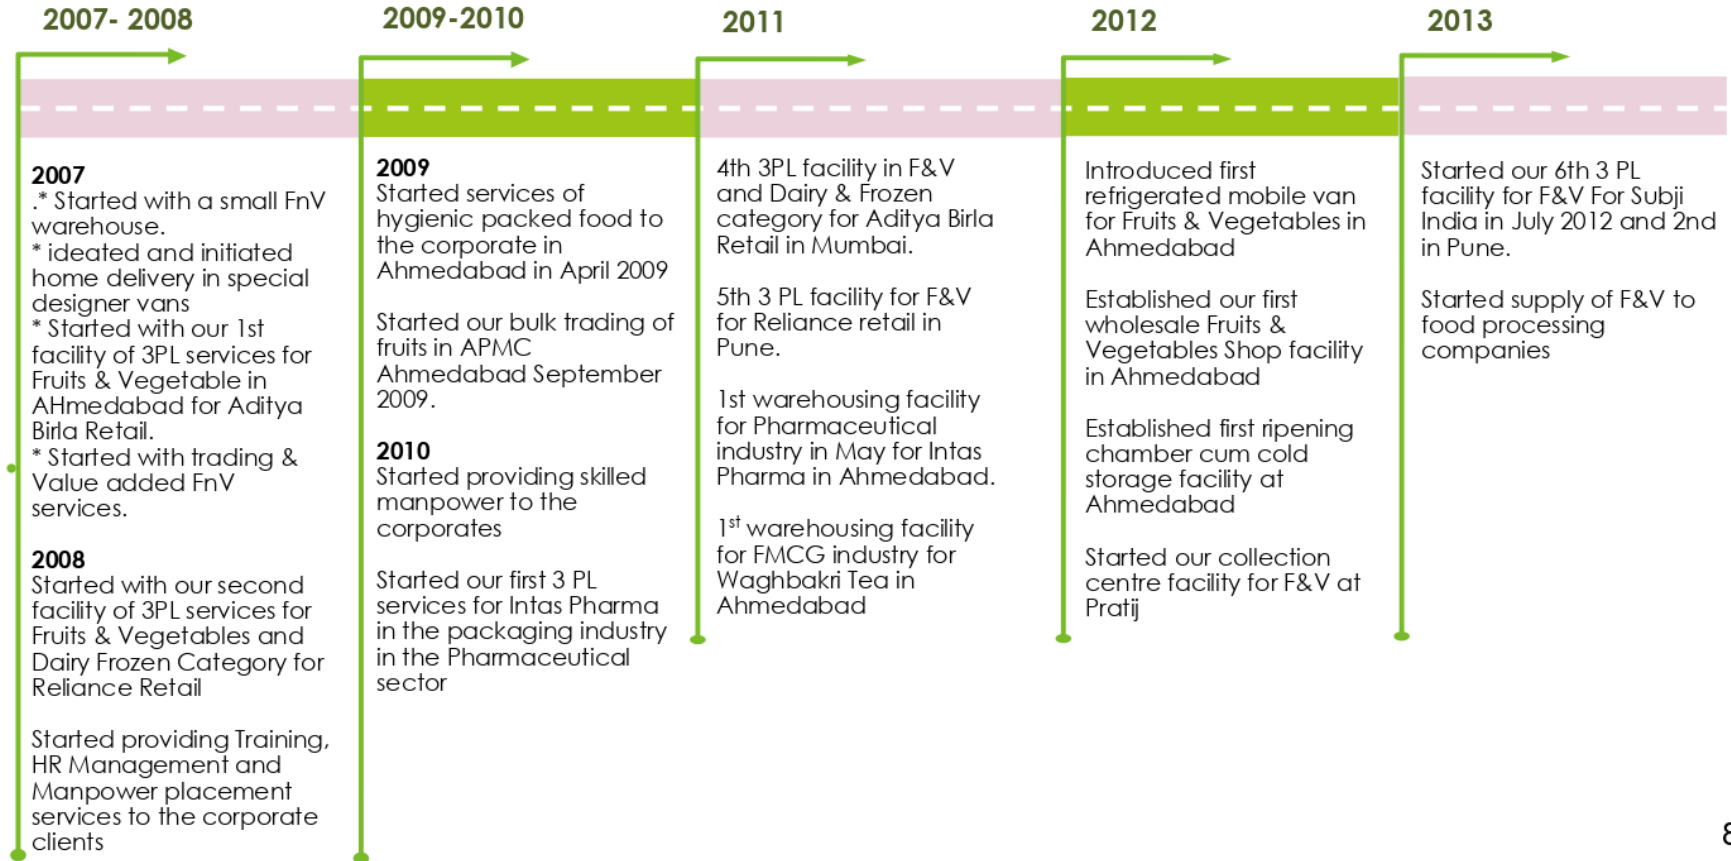 2007- 2008
2009-2010
2011
2012
2013
2007
.* Started with a small FnV
warehouse.
* ideated and initiated
home delivery in special
designer vans
* Started with our 1st
facility of 3PL services for
Fruits & Vegetable in
AHmedabad for Aditya
Birla Retail.
* Started with trading &
Value added FnV
services.
2008
Started with our second
facility of 3PL services for
Fruits & Vegetables and
Dairy Frozen Category for
Reliance Retail
Started providing Training,
HR Management and
Manpower placement
services to the corporate
clients
2009
Started services of
hygienic packed food to
the corporate in
Ahmedabad in April 2009
Started our bulk trading of
fruits in APMC
Ahmedabad September
2009.
2010
Started providing skilled
manpower to the
corporates
Started our first 3 PL
services for Intas Pharma
in the packaging industry
in the Pharmaceutical
sector
4th 3PL facility in F&V
and Dairy & Frozen
category for Aditya Birla
Retail in Mumbai.
5th 3 PL facility for F&V
for Reliance retail in
Pune.
1st warehousing facility
for Pharmaceutical
industry in May for Intas
Pharma in Ahmedabad.
1st warehousing facility
for FMCG industry for
Waghbakri Tea in
Ahmedabad
Introduced first
refrigerated mobile van
for Fruits & Vegetables in
Ahmedabad
Established our first
wholesale Fruits &
Vegetables Shop facility
in Ahmedabad
Established first ripening
chamber cum cold
storage facility at
Ahmedabad
Started our collection
centre facility for F&V at
Pratij
Started our 6th 3 PL
facility for F&V For Subji
India in July 2012 and 2nd
in Pune.
Started supply of F&V to
food processing
companies
8